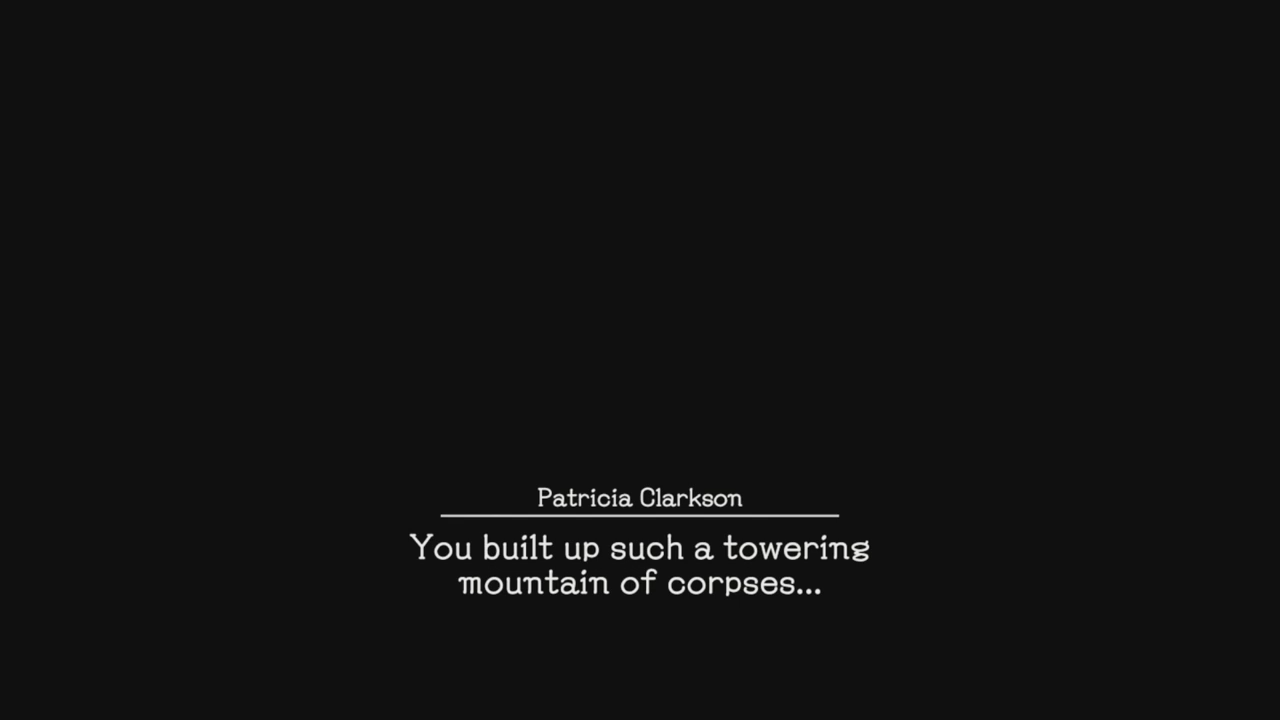 Patricia Clarkson
You built up such a towering
mountain of corpses...